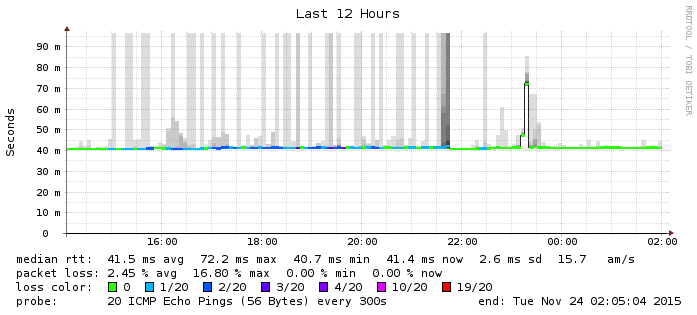 Last 12 Hours
RRDTOOL / TOBI OETIKER
Seconds
90 m
80 m
70 m
60 m
50 m
40 m
30 m
20 m
10 m
0
16:00 18:00 20:00 22:00 00:00 02:00
median rtt: 41.5 ms avg 72.2 ms max 40.7 ms min 41.4 ms now 2.6 ms sd 15.7 am/s
packet loss: 2.45 % avg 16.80 % max 0.00 % min 0.00 % now
loss color: 0 1/20 2/20 3/20 4/20 10/20 19/20
probe: 20 ICMP Echo Pings (56 Bytes) every 300s end: Tue Nov 24 02:05:04 2015